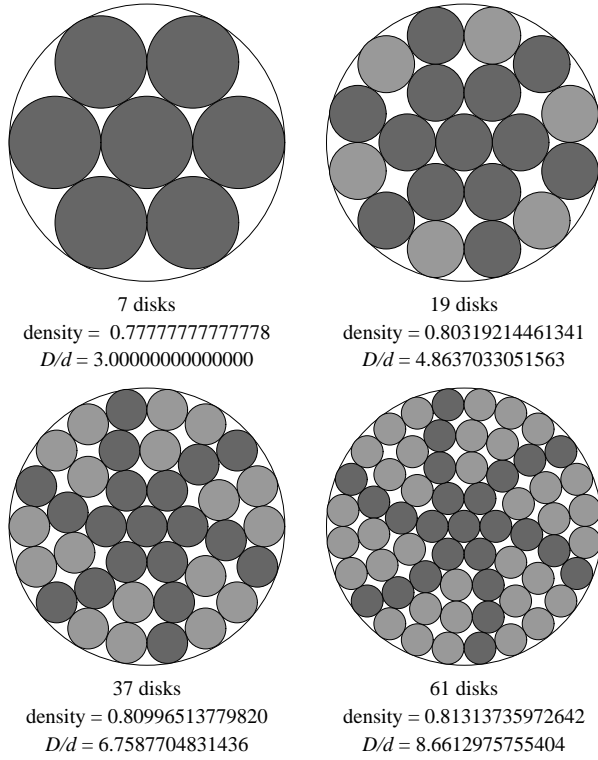 7 disks
density = 0.77777777777778
D/d = 3.00000000000000
19 disks
density = 0.80319214461341
D/d = 4.8637033051563
37 disks
density = 0.80996513779820
D/d = 6.7587704831436
61 disks
density = 0.81313735972642
D/d = 8.6612975755404